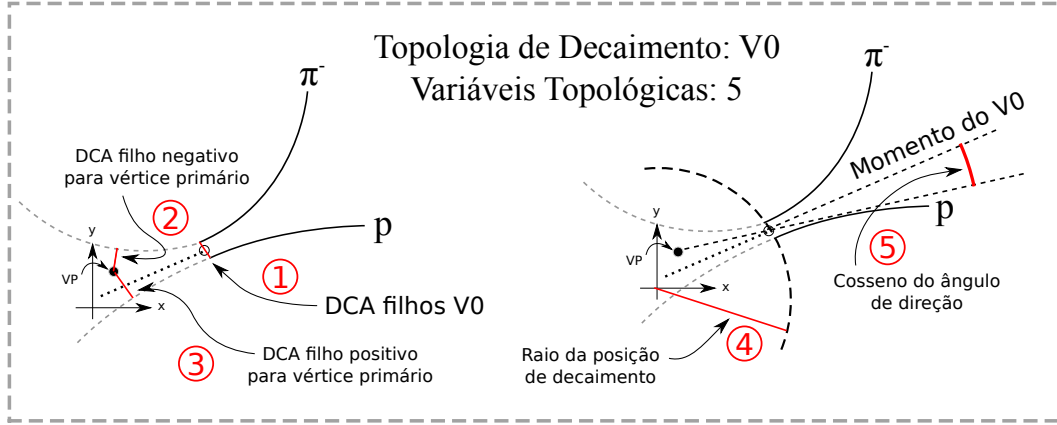 Topologia de Decaimento: V0
Variáveis Topológicas: 5
π-
DCA filho negativo
para vértice primário
2
y
VP
x
p
1
DCA filhos V0
3
DCA filho positivo
para vértice primário
π-
Momento do V0
y
VP
x
p
5
Cosseno do ângulo
de direção
4
Raio da posição
de decaimento